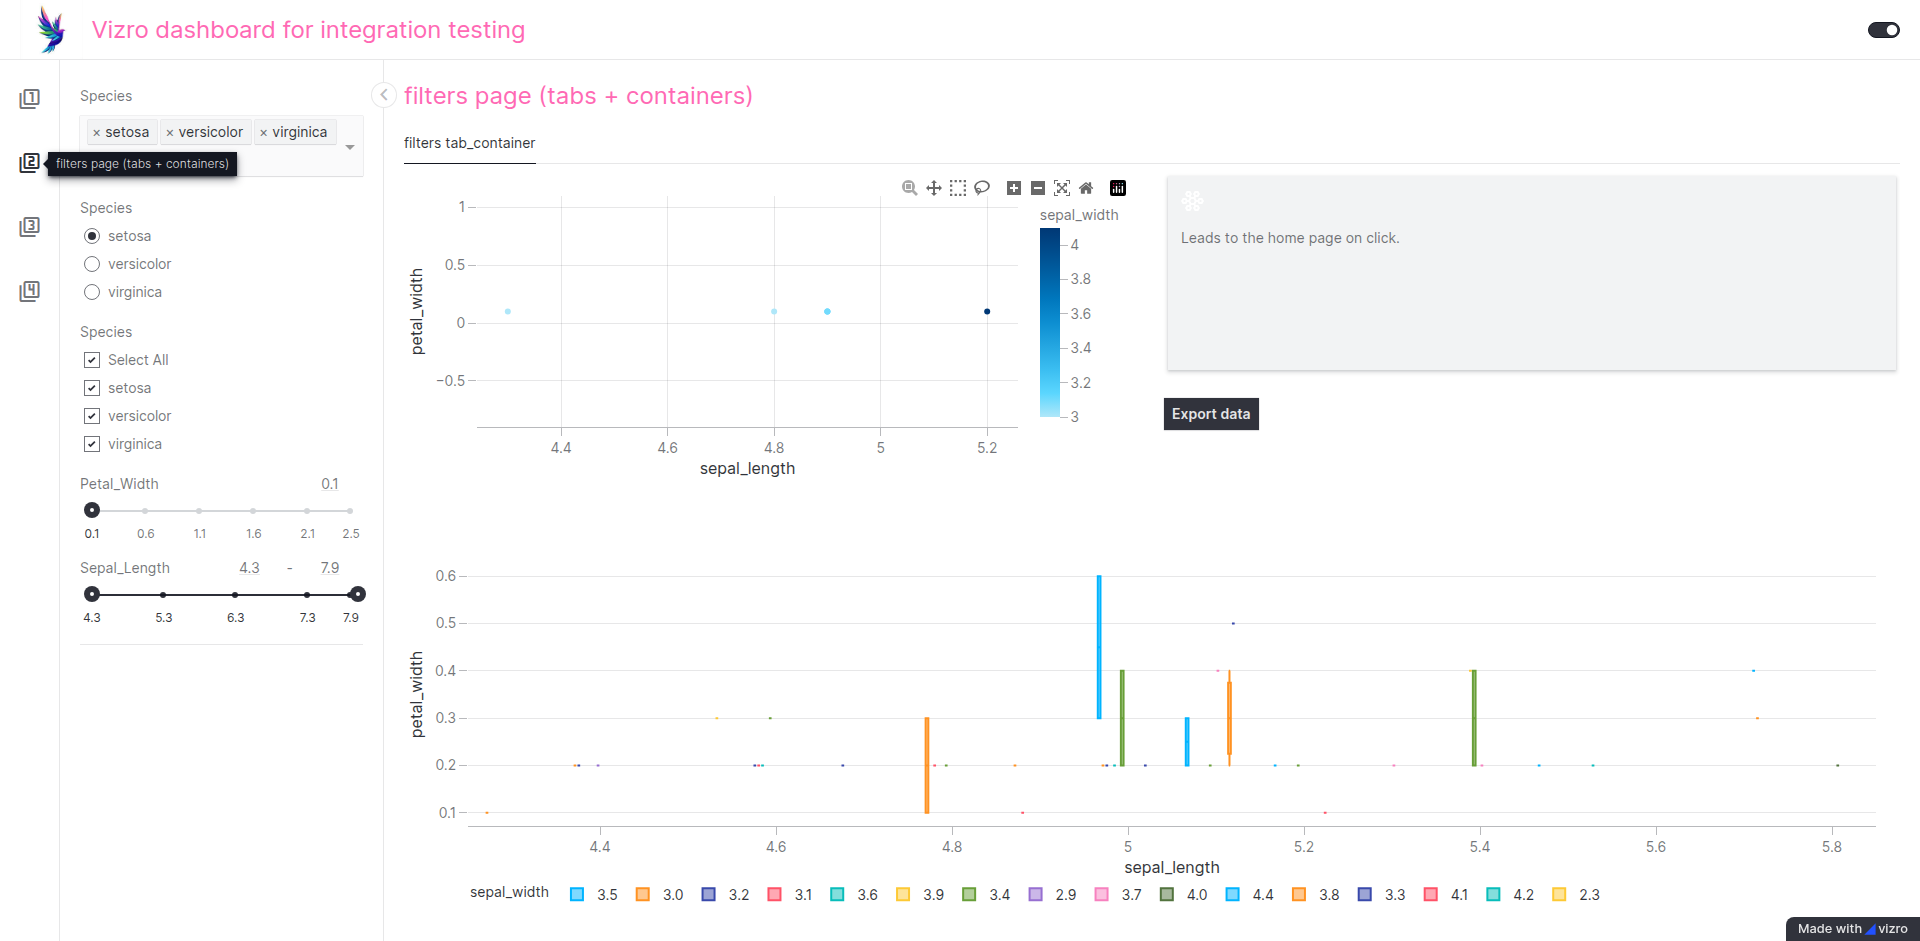 Vizro dashboard for integration testing
1
2
3
4
filters page (tabs + containers)
Species
× setosa × versicolor × virginica
Species
setosa
versicolor
virginica
Species
Select All
setosa
versicolor
virginica
Petal_Width 0.1
0.1 0.6 1.1 1.6 2.1 2.5
Sepal_Length 4.3 - 7.9
4.3 5.3 6.3 7.3 7.9
filters page (tabs + containers)
filters tab_container
petal_width
1
0.5
0
−0.5
4.4 4.6 4.8 5 5.2
sepal_length
sepal_width
4
3.8
3.6
3.4
3.2
3
Leads to the home page on click.
Export data
petal_width
0.6
0.5
0.4
0.3
0.2
0.1
4.4 4.6 4.8 5 5.2 5.4 5.6 5.8
sepal_length
sepal_width 3.5 3.0 3.2 3.1 3.6 3.9 3.4 2.9 3.7 4.0 4.4 3.8 3.3 4.1 4.2 2.3
Made with vizro